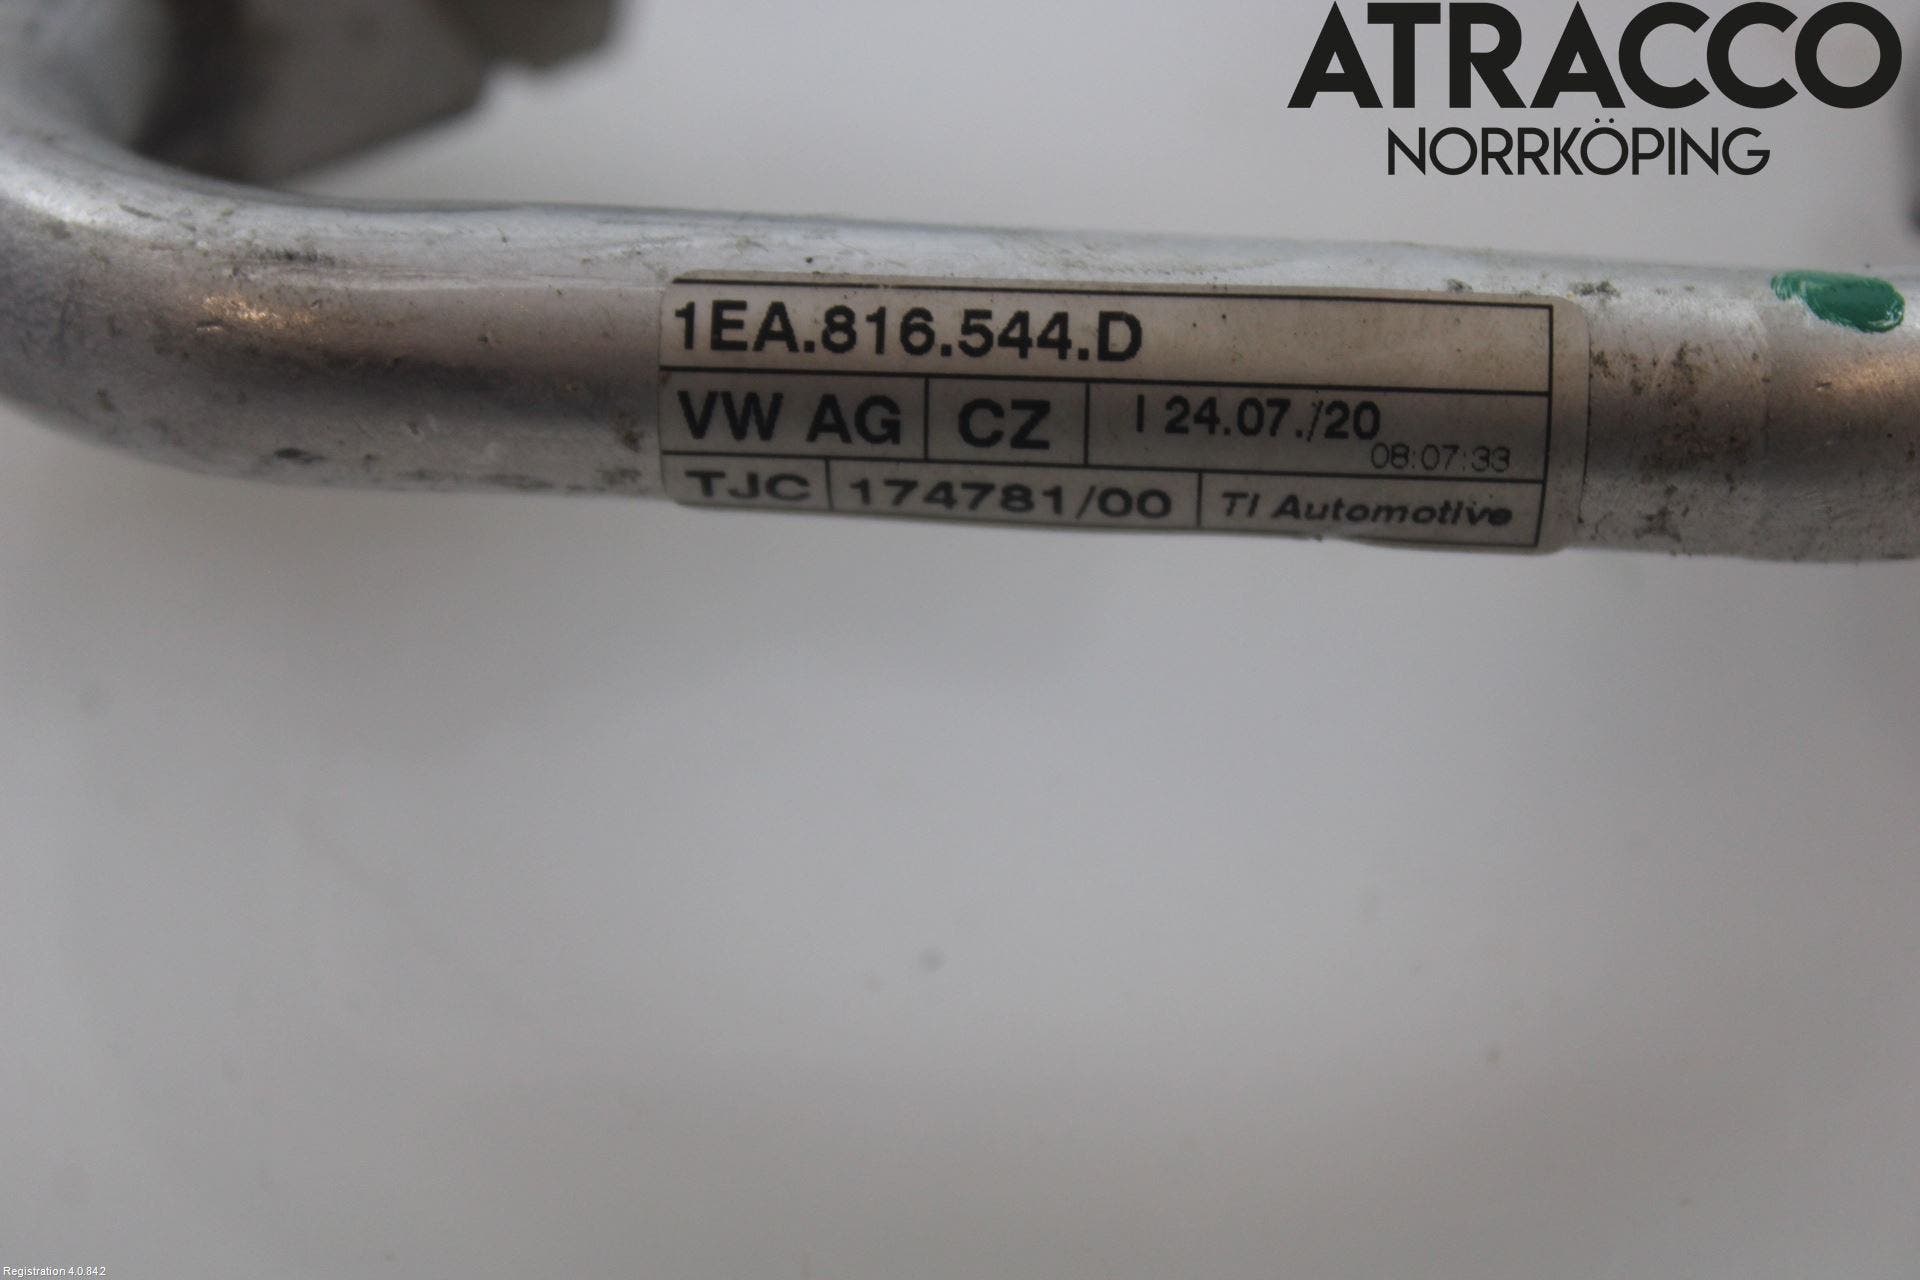 ATRACCO
NORRKÖPING
1EA.816.544.D
VW AG CZ I 24.07./20
08:07:33
TJC 174781/00 TI Automotive
Registration 4.0.842